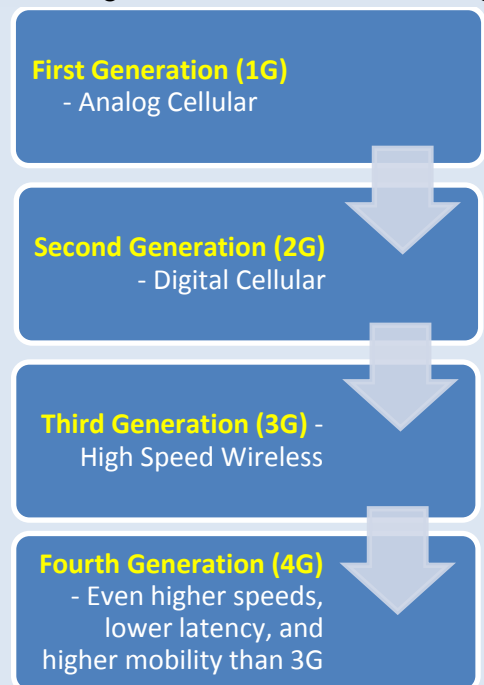 First Generation (1G)
- Analog Cellular
Second Generation (2G)
- Digital Cellular
Third Generation (3G) -
High Speed Wireless
Fourth Generation (4G)
- Even higher speeds,
lower latency, and
higher mobility than 3G